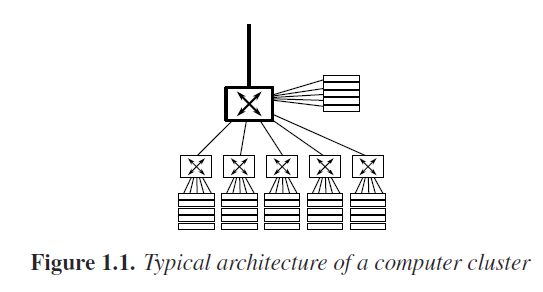 Figure 1.1. Typical architecture of a computer cluster